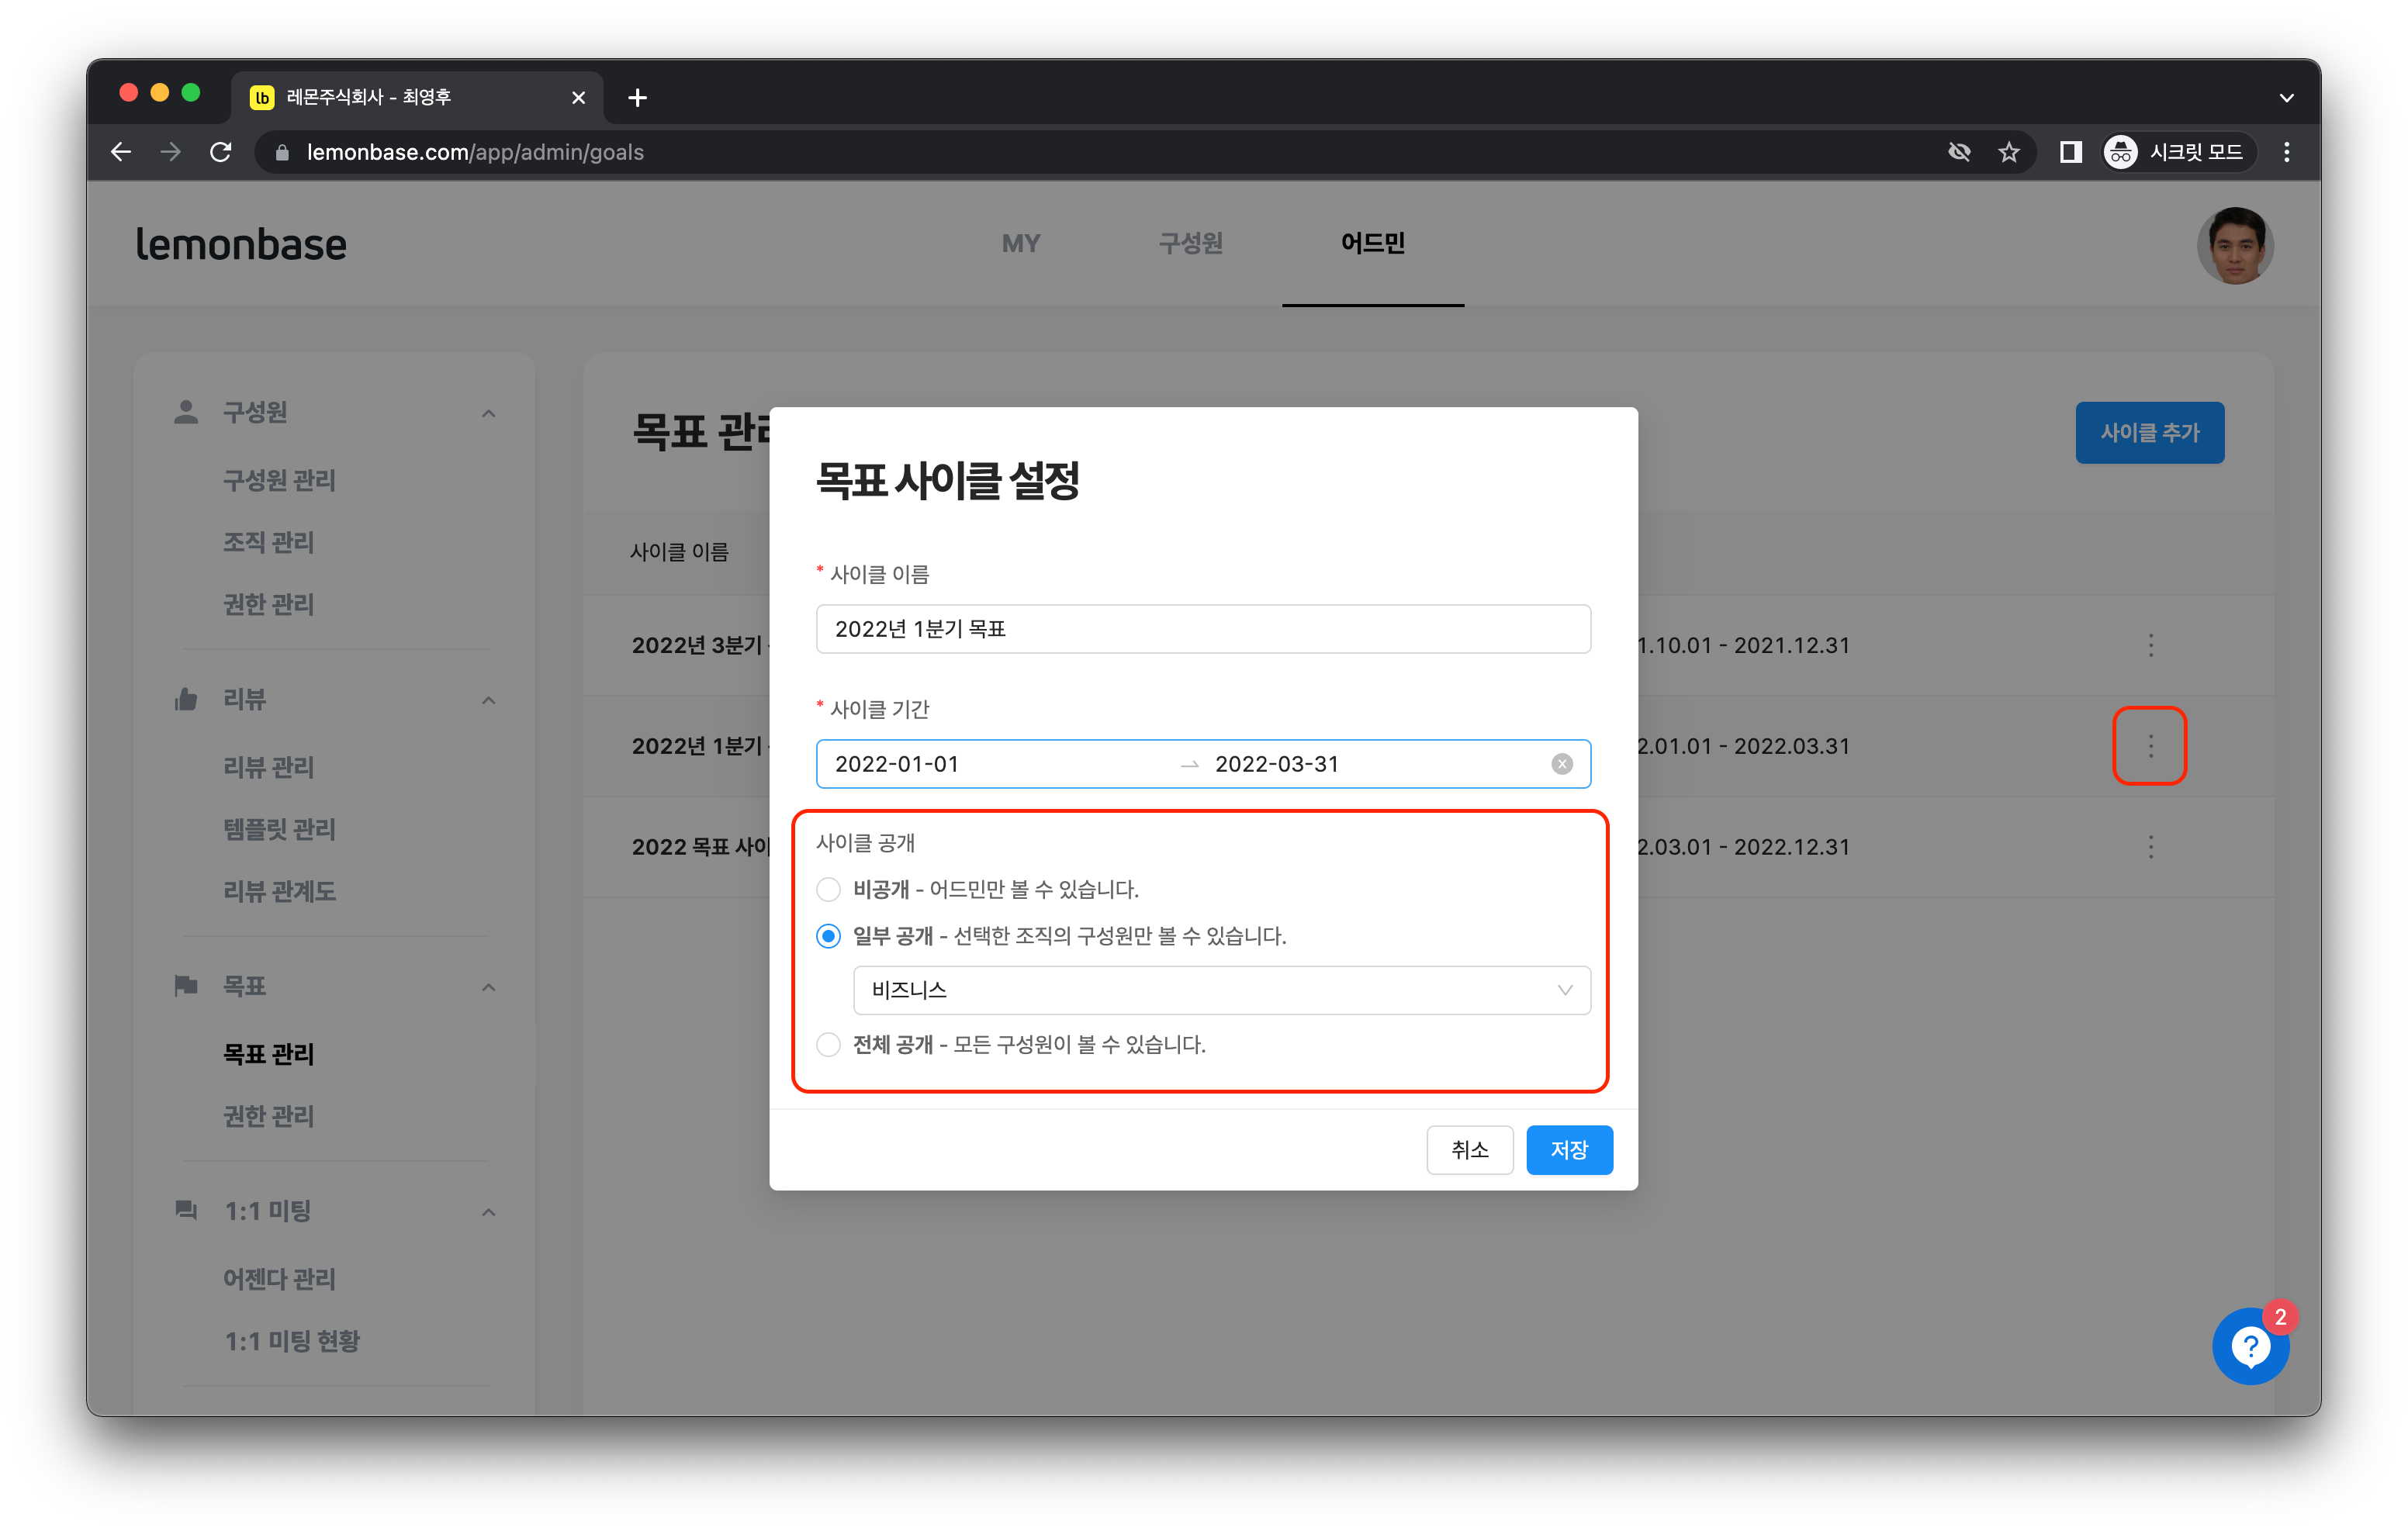 lb 레몬주식회사 - 최영후
lemonbase.com/app/admin/goals
시크릿 모드
lemonbase
MY
구성원
어드민
구성원
구성원 관리
조직 관리
권한 관리
리뷰
리뷰 관리
템플릿 관리
리뷰 관계도
목표
목표 관리
권한 관리
1:1 미팅
어젠다 관리
1:1 미팅 현황
목표 관리
사이클 추가
사이클 이름
2022년 3분기
1.10.01 - 2021.12.31
2022년 1분기
2.01.01 - 2022.03.31
2022 목표 사이
2.03.01 - 2022.12.31
목표 사이클 설정
* 사이클 이름
2022년 1분기 목표
* 사이클 기간
2022-01-01 → 2022-03-31
사이클 공개
비공개 - 어드민만 볼 수 있습니다.
일부 공개 - 선택한 조직의 구성원만 볼 수 있습니다.
비즈니스
전체 공개 - 모든 구성원이 볼 수 있습니다.
취소
저장
2
?